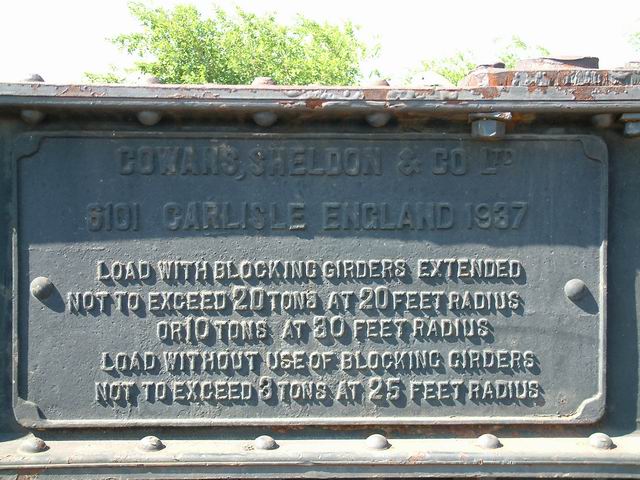 COWANS, SHELDON & CO LTD
6101 CARLISLE ENGLAND 1937
LOAD WITH BLOCKING GIRDERS EXTENDED
NOT TO EXCEED 20 TONS AT 20 FEET RADIUS
OR 10 TONS AT 30 FEET RADIUS
LOAD WITHOUT USE OF BLOCKING GIRDERS
NOT TO EXCEED 3 TONS AT 25 FEET RADIUS